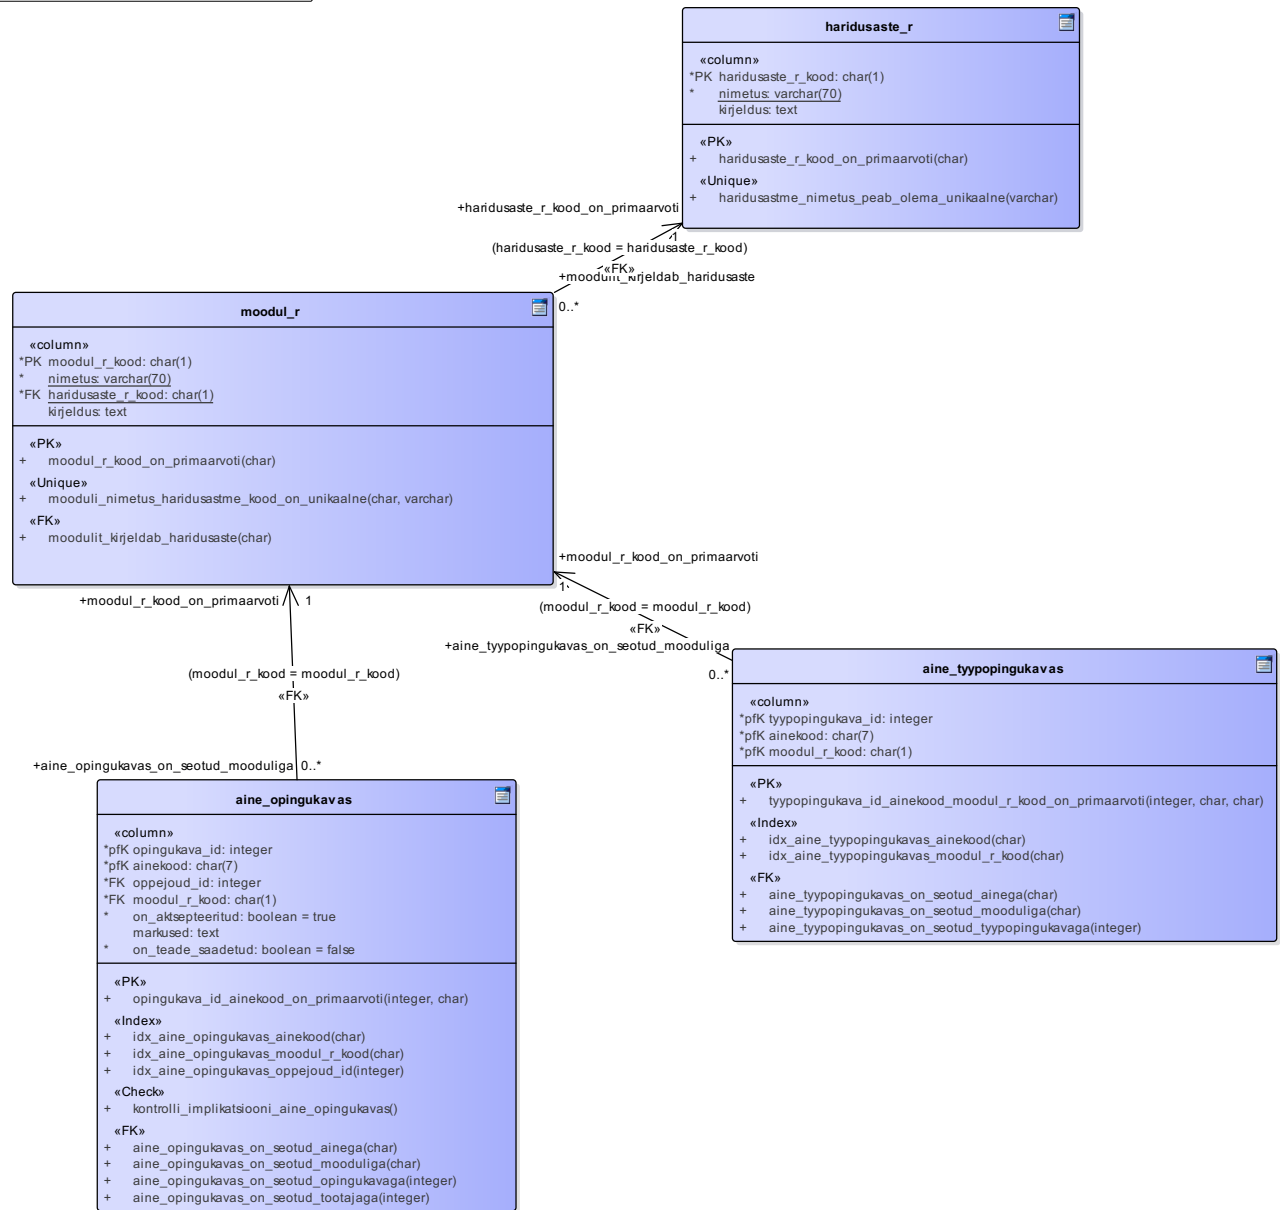 haridusaste_r
«column»
*PK haridusaste_r_kood: char(1)
* nimetus: varchar(70)
kirjeldus: text
«PK»
+ haridusaste_r_kood_on_primaarvoti(char)
«Unique»
+ haridusastme_nimetus_peab_olema_unikaalne(varchar)
+haridusaste_r_kood_on_primaarvoti
1
(haridusaste_r_kood = haridusaste_r_kood)
«FK»
+moodulit_kirjeldab_haridusaste
0..*
moodul_r
«column»
*PK moodul_r_kood: char(1)
* nimetus: varchar(70)
*FK haridusaste_r_kood: char(1)
kirjeldus: text
«PK»
+ moodul_r_kood_on_primaarvoti(char)
«Unique»
+ mooduli_nimetus_haridusastme_kood_on_unikaalne(char, varchar)
«FK»
+ moodulit_kirjeldab_haridusaste(char)
+moodul_r_kood_on_primaarvoti
1
(moodul_r_kood = moodul_r_kood)
«FK»
+aine_tyypopingukavas_on_seotud_mooduliga
0..*
+moodul_r_kood_on_primaarvoti
1
(moodul_r_kood = moodul_r_kood)
«FK»
+aine_opingukavas_on_seotud_mooduliga 0..*
aine_tyypopingukavas
«column»
*pfK tyypopingukava_id: integer
*pfK ainekood: char(7)
*pfK moodul_r_kood: char(1)
«PK»
+ tyypopingukava_id_ainekood_moodul_r_kood_on_primaarvoti(integer, char, char)
«Index»
+ idx_aine_tyypopingukavas_ainekood(char)
+ idx_aine_tyypopingukavas_moodul_r_kood(char)
«FK»
+ aine_tyypopingukavas_on_seotud_ainega(char)
+ aine_tyypopingukavas_on_seotud_mooduliga(char)
+ aine_tyypopingukavas_on_seotud_tyypopingukavaga(integer)
aine_opingukavas
«column»
*pfK opingukava_id: integer
*pfK ainekood: char(7)
*FK oppejoud_id: integer
*FK moodul_r_kood: char(1)
* on_aktsepteeritud: boolean = true
markused: text
* on_teade_saadetud: boolean = false
«PK»
+ opingukava_id_ainekood_on_primaarvoti(integer, char)
«Index»
+ idx_aine_opingukavas_ainekood(char)
+ idx_aine_opingukavas_moodul_r_kood(char)
+ idx_aine_opingukavas_oppejoud_id(integer)
«Check»
+ kontrolli_implikatsiooni_aine_opingukavas()
«FK»
+ aine_opingukavas_on_seotud_ainega(char)
+ aine_opingukavas_on_seotud_mooduliga(char)
+ aine_opingukavas_on_seotud_opingukavaga(integer)
+ aine_opingukavas_on_seotud_tootajaga(integer)